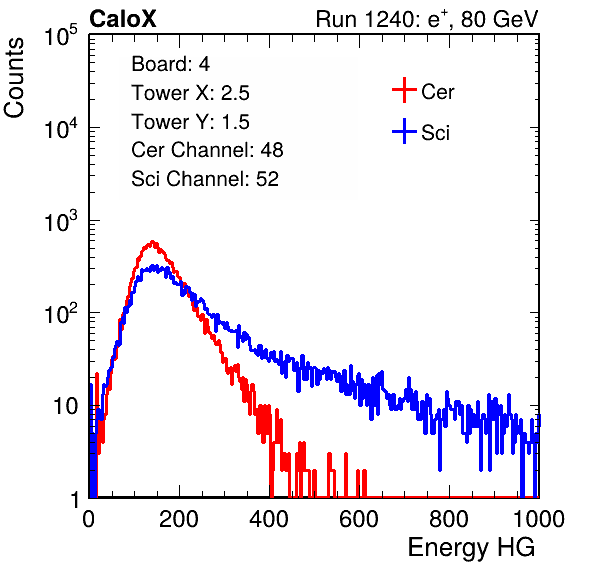 CaloX Run 1240: e+, 80 GeV
Counts
10^5
10^4
10^3
10^2
10
1
Board: 4
Tower X: 2.5
Tower Y: 1.5
Cer Channel: 48
Sci Channel: 52
Cer
Sci
0 200 400 600 800 1000
Energy HG